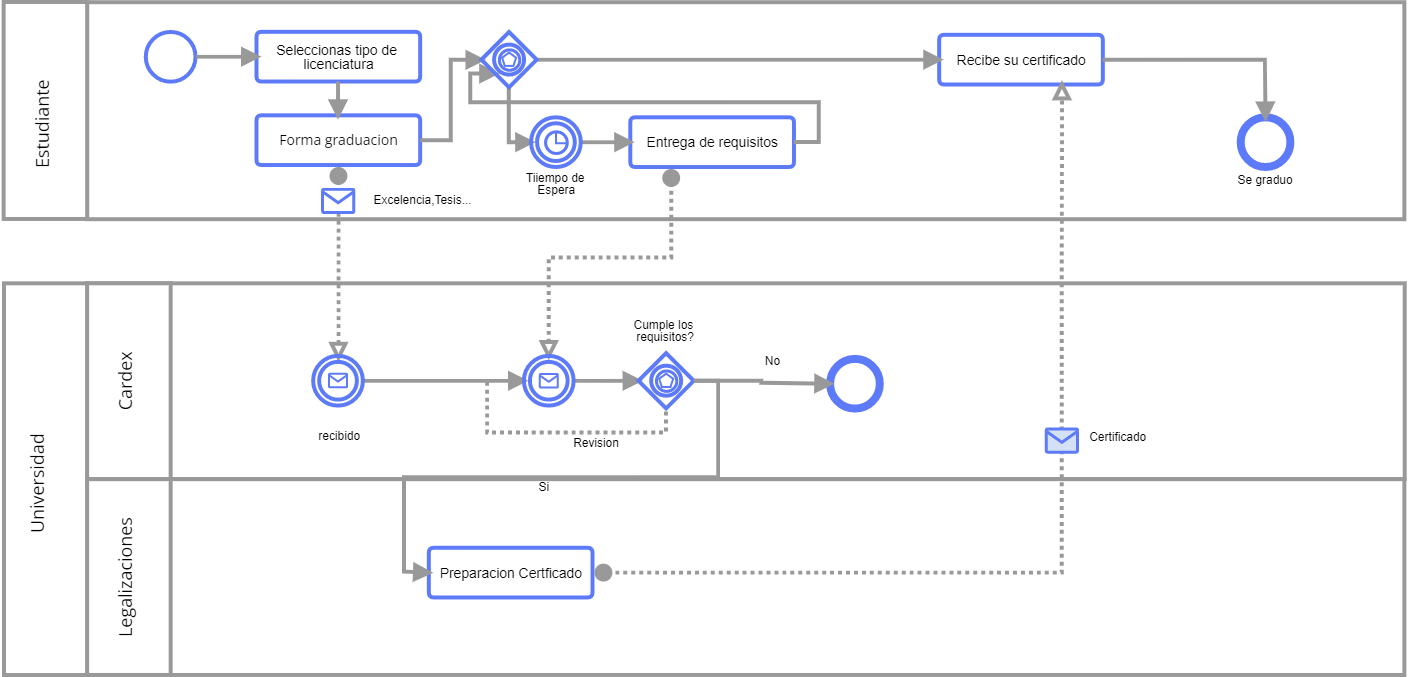 Estudiante
Seleccionas tipo de
licenciatura
Forma graduacion
Excelencia,Tesis...
Tiiempo de
Espera
Entrega de requisitos
Recibe su certificado
Se graduo
Universidad
Cardex
recibido
Cumple los
requisitos?
Revision
No
Si
Certificado
Legalizaciones
Preparacion Certficado